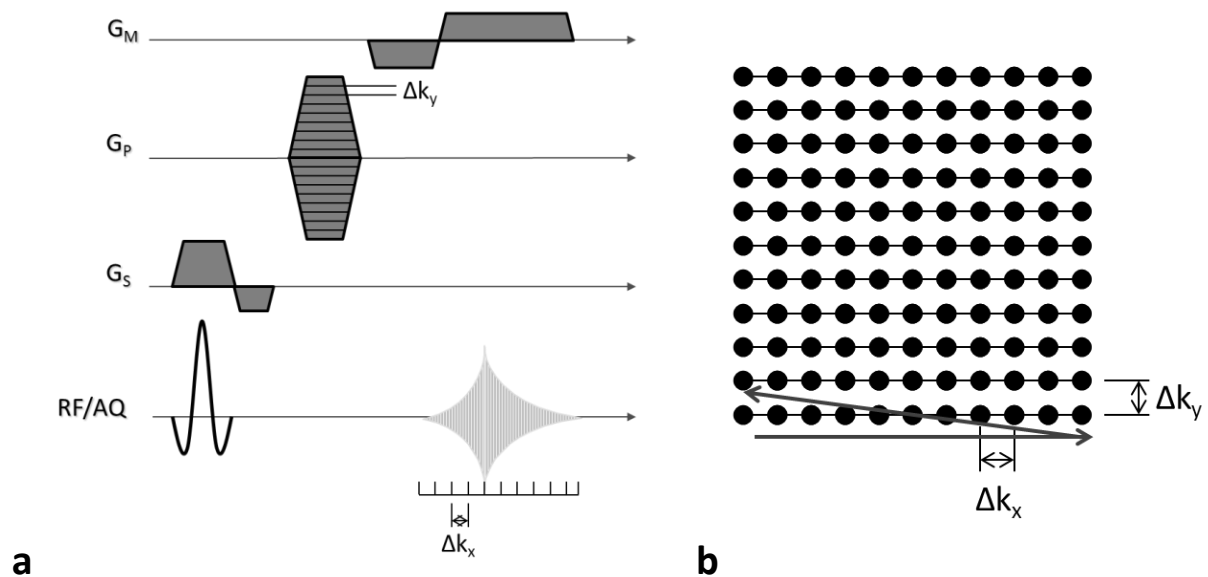 G_M
Δk_y
G_P
G_S
RF/AQ
Δk_x
a
Δk_y
Δk_x
b